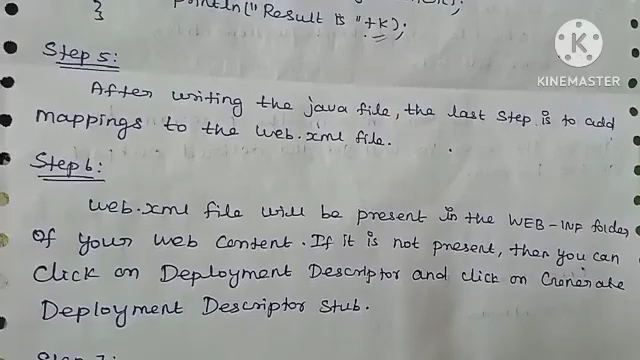 println("Result is "+k);
}
Step 5:
KINEMASTER
After writing the java file, the last step is to add
mappings to the web.xml file.
Step 6:
web.xml file will be present in the WEB-INF folder
of your web content. If it is not present, then you can
click on Deployment Descriptor and click on Generate
Deployment Descriptor Stub.